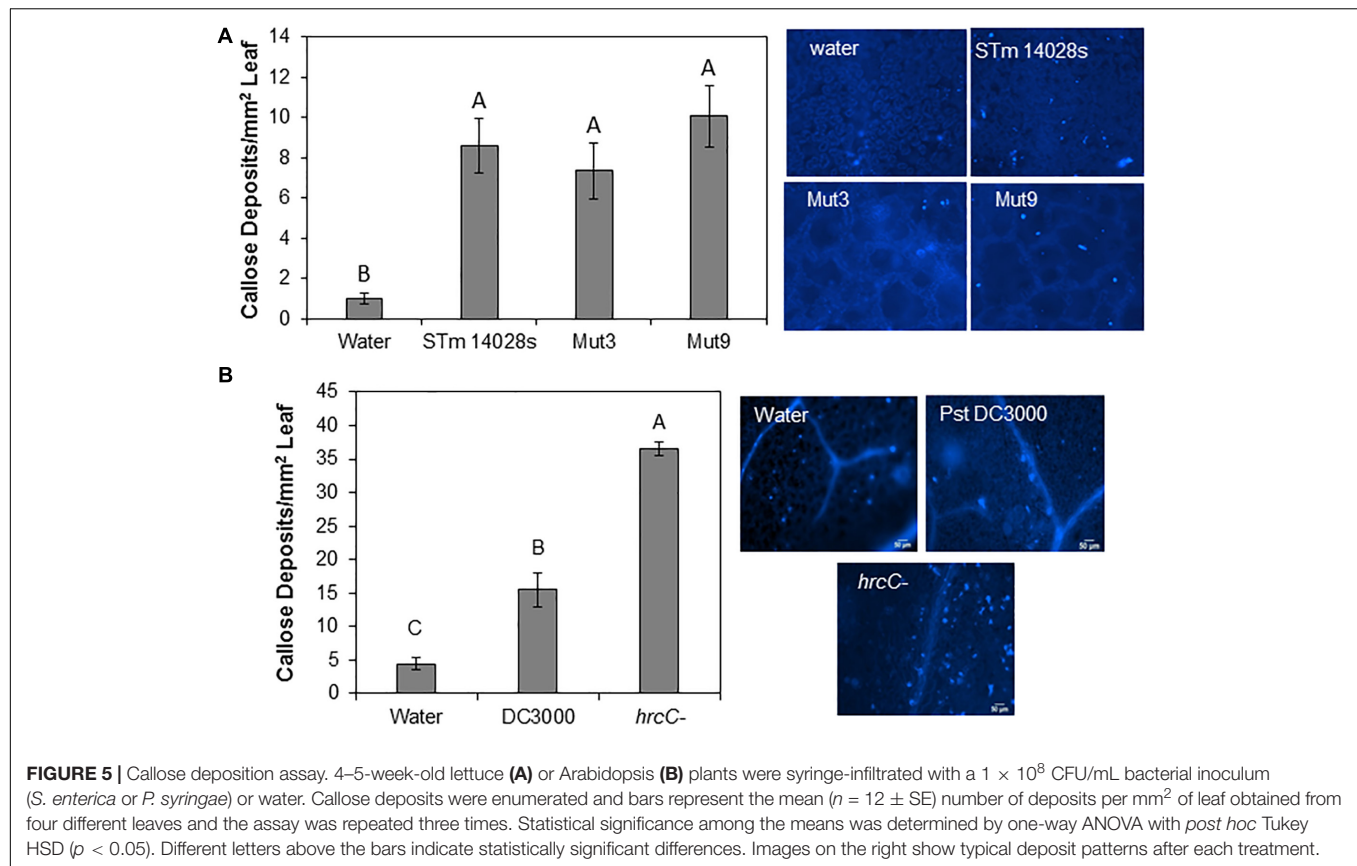 A
Callose Deposits/mm² Leaf
14
12
10
8
6
4
2
0
B
A
A
A
Water
STm 14028s
Mut3
Mut9
water
STm 14028s
Mut3
Mut9
B
Callose Deposits/mm² Leaf
45
40
35
30
25
20
15
10
5
0
C
B
A
Water
DC3000
hrcC-
Water
50 µm
Pst DC3000
50 µm
hrcC-
50 µm
FIGURE 5 | Callose deposition assay. 4–5-week-old lettuce (A) or Arabidopsis (B) plants were syringe-infiltrated with a 1 × 10⁸ CFU/mL bacterial inoculum
(S. enterica or P. syringae) or water. Callose deposits were enumerated and bars represent the mean (n = 12 ± SE) number of deposits per mm² of leaf obtained from
four different leaves and the assay was repeated three times. Statistical significance among the means was determined by one-way ANOVA with post hoc Tukey
HSD (p < 0.05). Different letters above the bars indicate statistically significant differences. Images on the right show typical deposit patterns after each treatment.